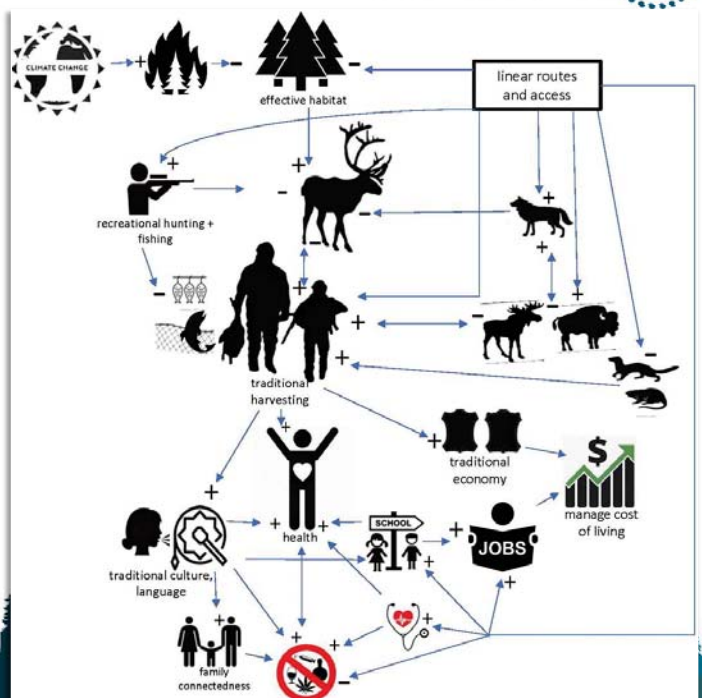 CLIMATE CHANGE
+
-
-
effective habitat
linear routes
and access
+
+
-
-
+
recreational hunting +
fishing
+
-
-
+
-
+
+
-
+
-
traditional
harvesting
+
+
+
traditional
economy
$
manage cost
of living
+
SCHOOL
+
JOBS
+
+
+
health
traditional culture,
language
+
+
+
+
+
+
-
family
connectedness